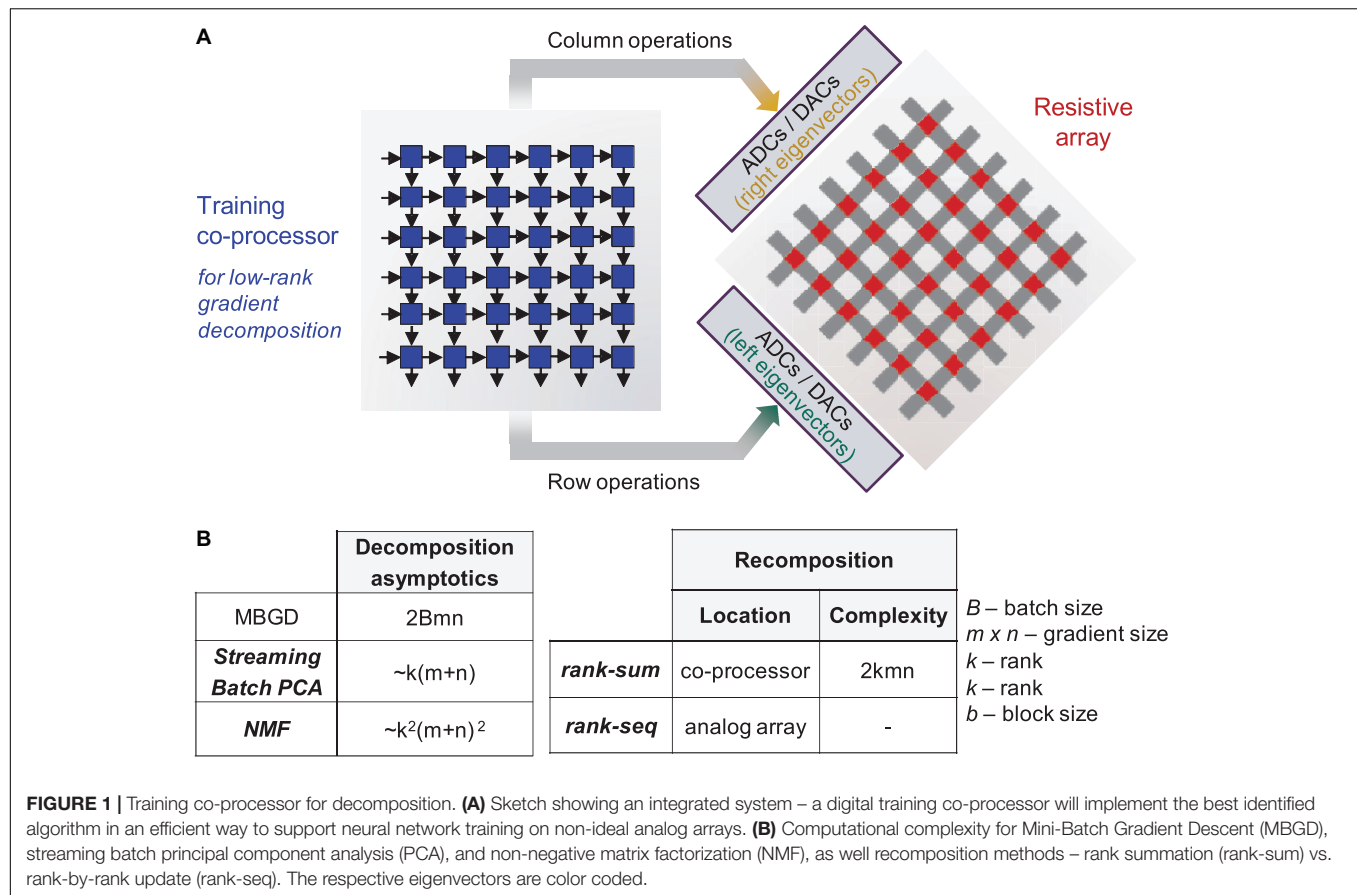 A
Column operations
ADCs / DACs
(right eigenvectors)
Resistive
array
Training
co-processor
for low-rank
gradient
decomposition
ADCs / DACs
(left eigenvectors)
Row operations
B
Decomposition
asymptotics
MBGD
2Bmn
Streaming
Batch PCA
~k(m+n)
NMF
~k²(m+n)²
Recomposition
Location
Complexity
rank-sum
co-processor
2kmn
rank-seq
analog array
-
B – batch size
m x n – gradient size
k – rank
k – rank
b – block size
FIGURE 1 | Training co-processor for decomposition. (A) Sketch showing an integrated system – a digital training co-processor will implement the best identified
algorithm in an efficient way to support neural network training on non-ideal analog arrays. (B) Computational complexity for Mini-Batch Gradient Descent (MBGD),
streaming batch principal component analysis (PCA), and non-negative matrix factorization (NMF), as well recomposition methods – rank summation (rank-sum) vs.
rank-by-rank update (rank-seq). The respective eigenvectors are color coded.